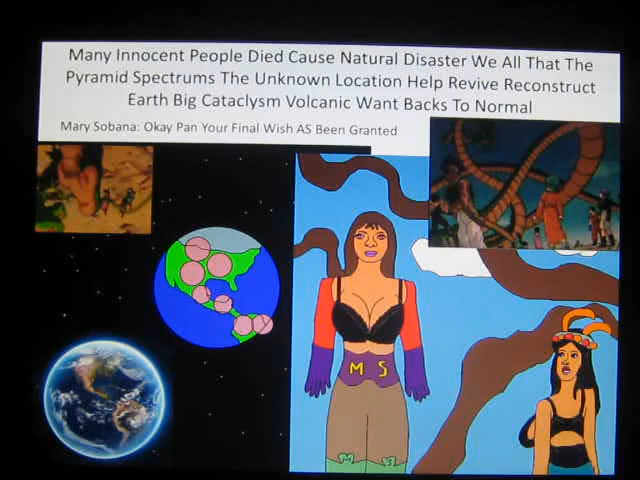 Many Innocent People Died Cause Natural Disaster We All That The
Pyramid Spectrums The Unknown Location Help Revive Reconstruct
Earth Big Cataclysm Volcanic Want Backs To Normal
Mary Sobana: Okay Pan Your Final Wish AS Been Granted
M S
M S